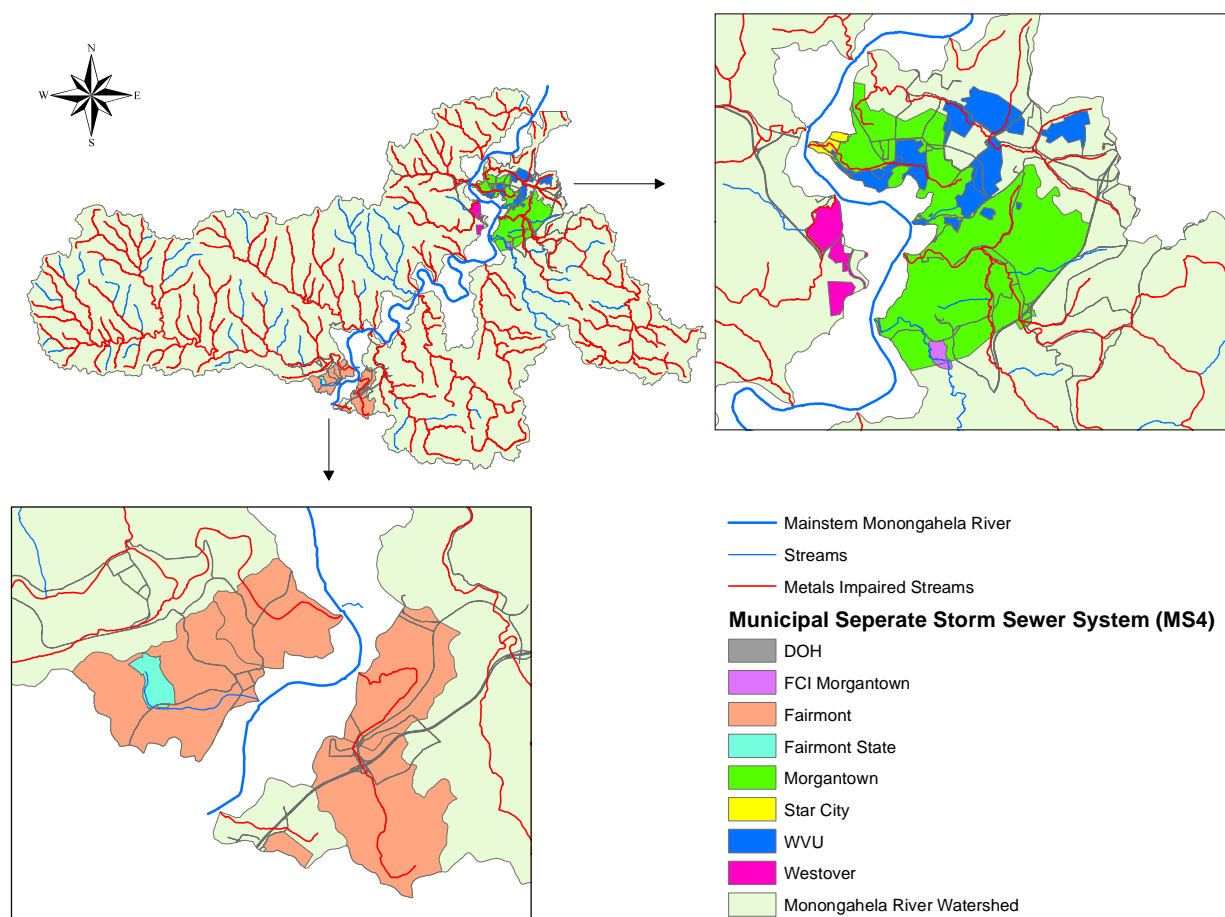 N
W E
S
Mainstem Monongahela River
Streams
Metals Impaired Streams
Municipal Seperate Storm Sewer System (MS4)
DOH
FCI Morgantown
Fairmont
Fairmont State
Morgantown
Star City
WVU
Westover
Monongahela River Watershed